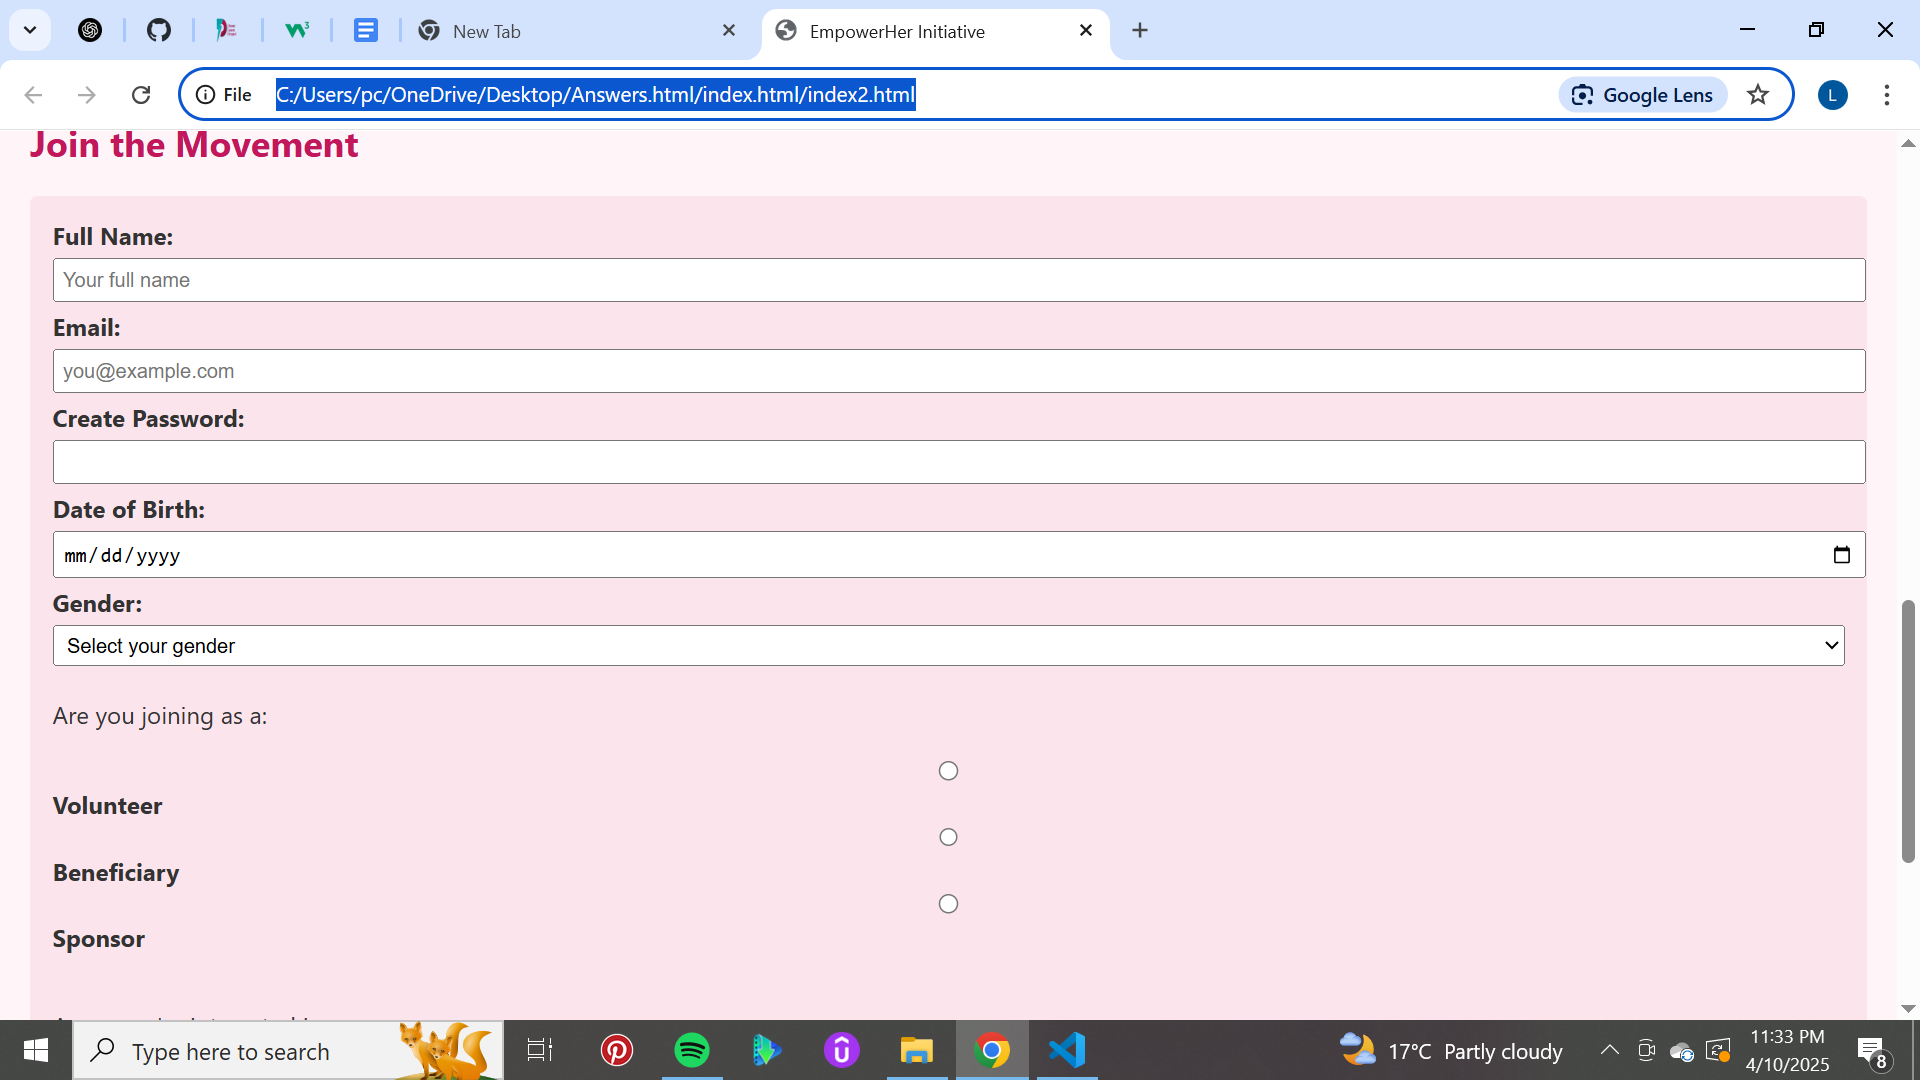 New Tab
EmpowerHer Initiative
File
C:/Users/pc/OneDrive/Desktop/Answers.html/index.html/index2.html
Google Lens
L
Join the Movement
Full Name:
Your full name
Email:
you@example.com
Create Password:
Date of Birth:
mm/dd/yyyy
Gender:
Select your gender
Are you joining as a:
Volunteer
Beneficiary
Sponsor
Type here to search
17°C Partly cloudy
11:33 PM
4/10/2025
8